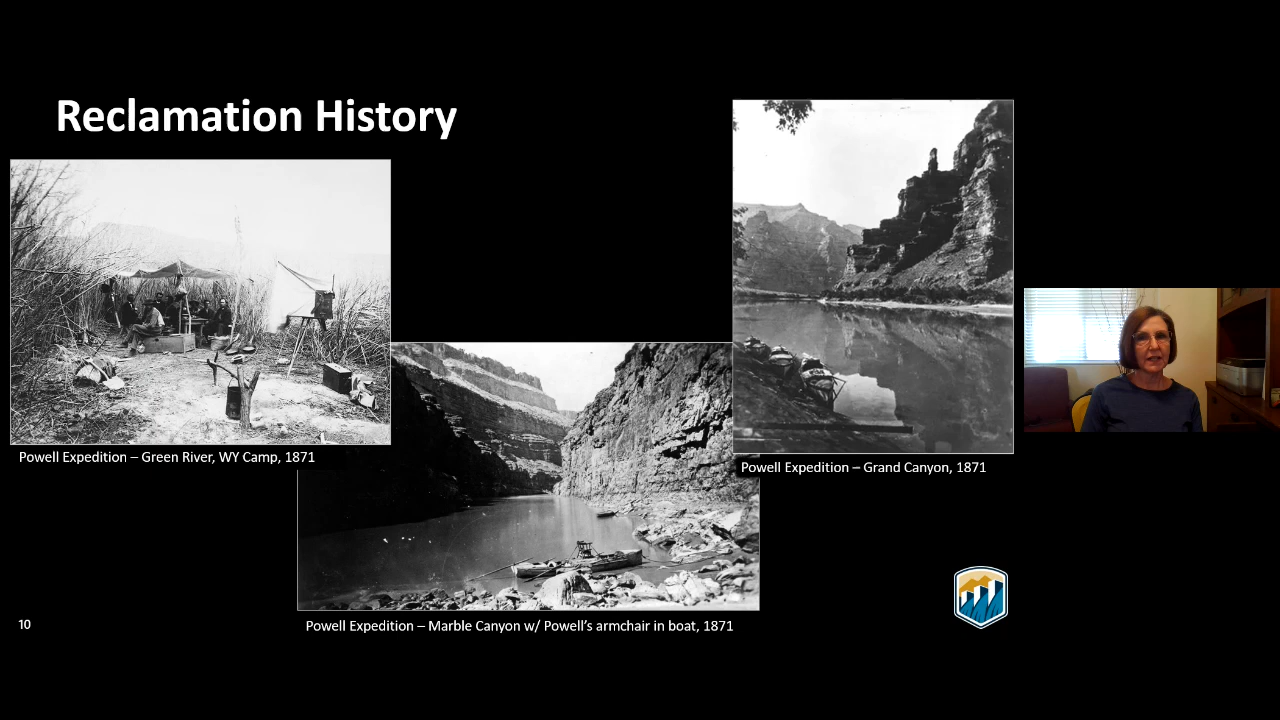 Reclamation History
Powell Expedition – Green River, WY Camp, 1871
Powell Expedition – Grand Canyon, 1871
Powell Expedition – Marble Canyon w/ Powell’s armchair in boat, 1871
10